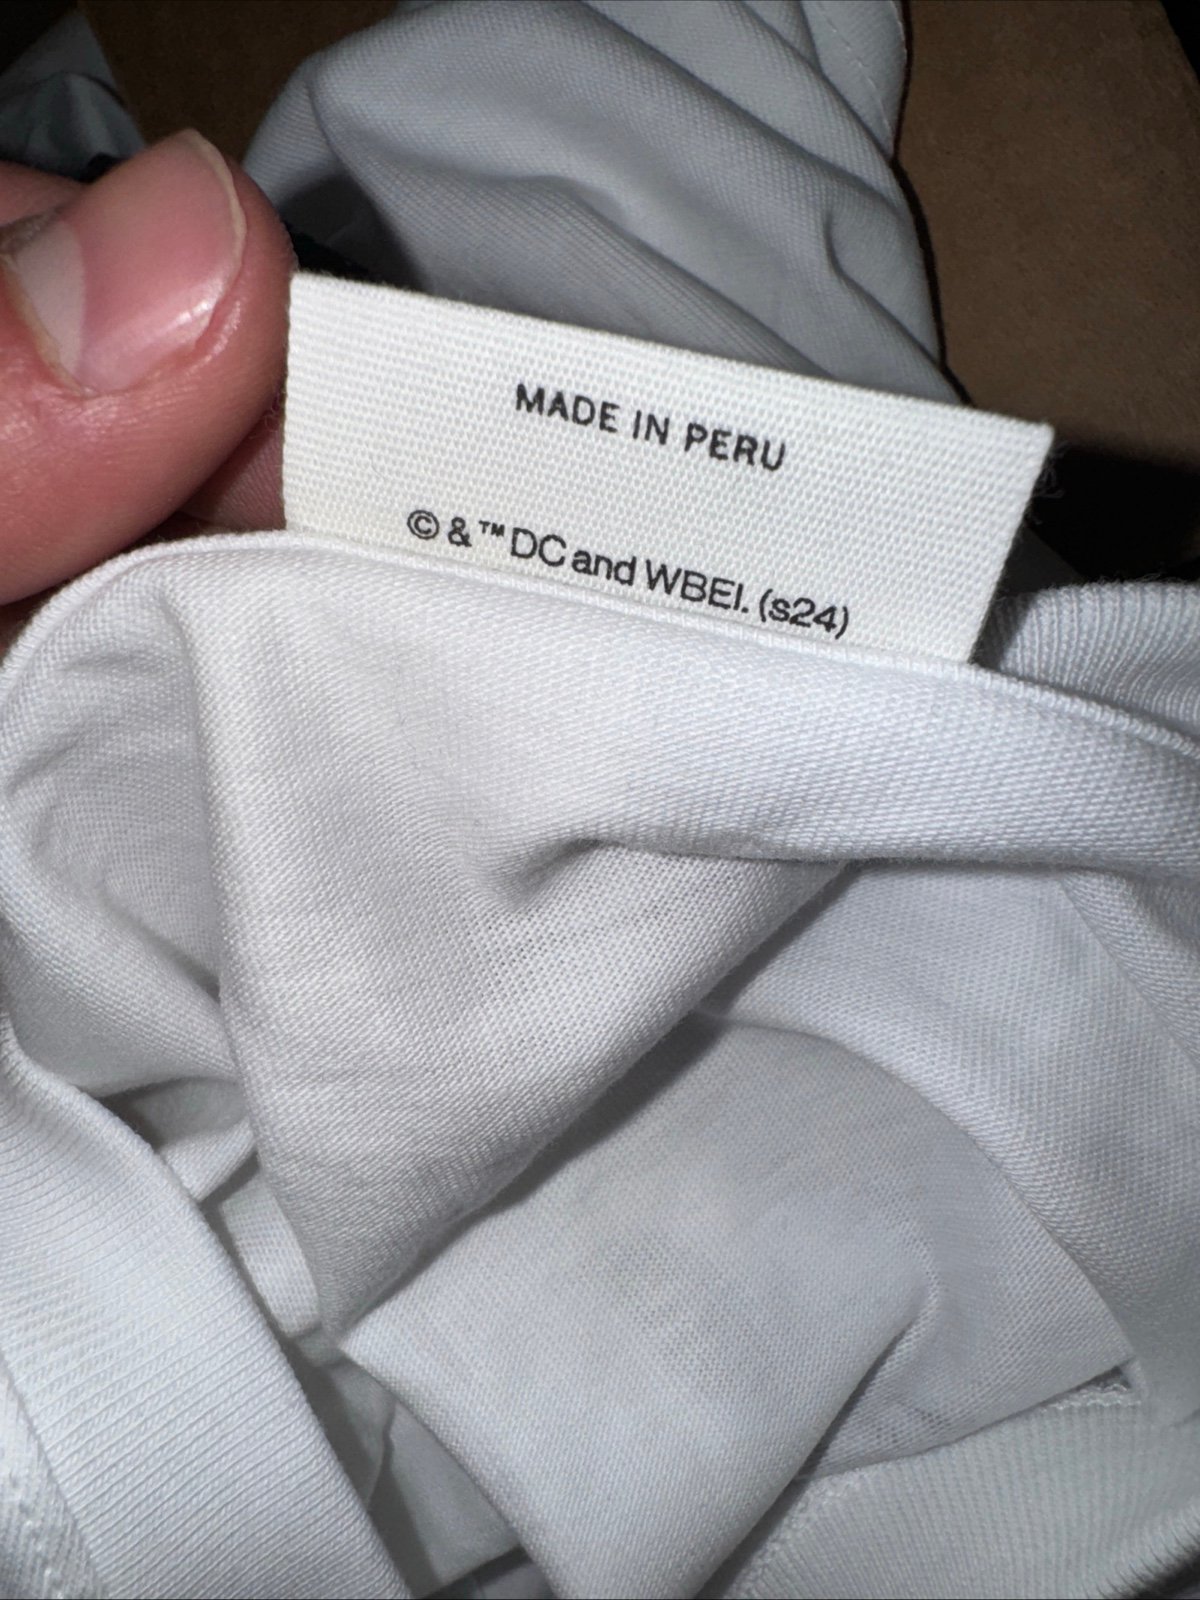 MADE IN PERU
© & ™ DC and WBEI. (s24)